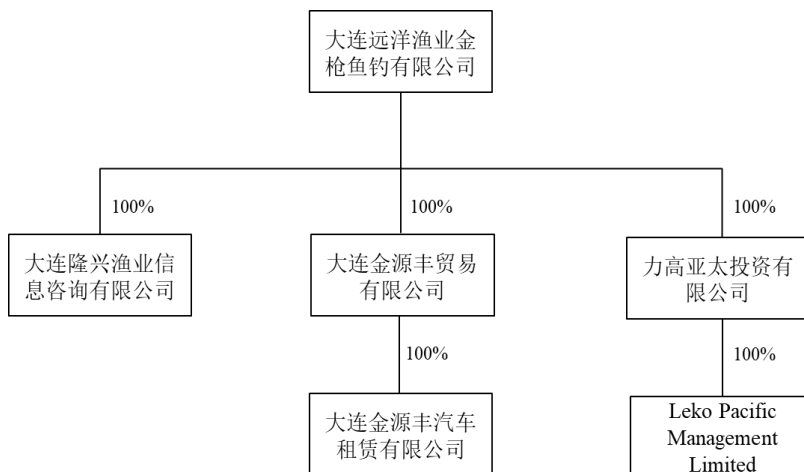 大连远洋渔业金
枪鱼钓有限公司
100%
100%
100%
大连隆兴渔业信
息咨询有限公司
大连金源丰贸易
有限公司
力高亚太投资有
限公司
100%
100%
大连金源丰汽车
租赁有限公司
Leko Pacific
Management
Limited